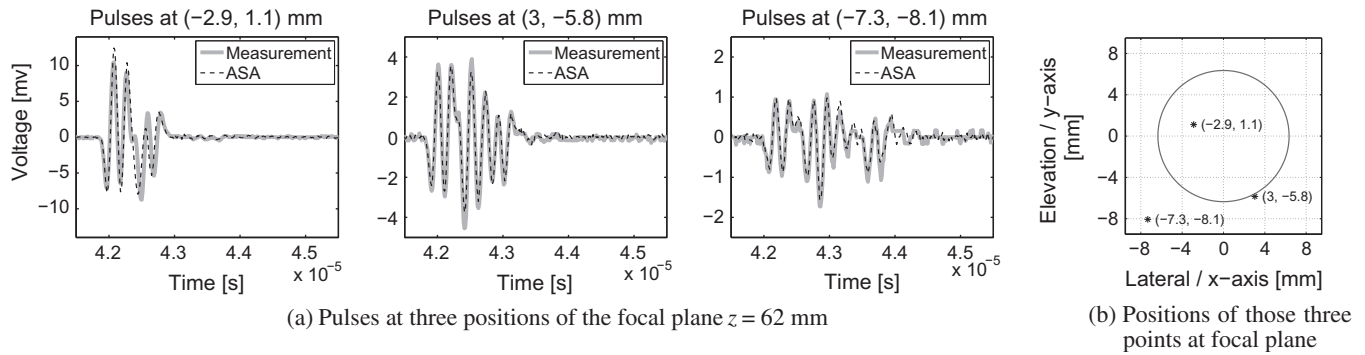 Pulses at (−2.9, 1.1) mm
Voltage [mv]
10
5
0
−5
−10
Measurement
ASA
4.2
4.3
4.4
4.5
x 10⁻⁵
Time [s]
Pulses at (3, −5.8) mm
4
2
0
−2
−4
Measurement
ASA
4.2
4.3
4.4
4.5
x 10⁻⁵
Time [s]
Pulses at (−7.3, −8.1) mm
2
1
0
−1
−2
Measurement
ASA
4.2
4.3
4.4
4.5
x 10⁻⁵
Time [s]
(a) Pulses at three positions of the focal plane z = 62 mm
Elevation / y−axis
[mm]
8
4
0
−4
−8
(−2.9, 1.1)
(3, −5.8)
(−7.3, −8.1)
−8
−4
0
4
8
Lateral / x−axis [mm]
(b) Positions of those three
points at focal plane